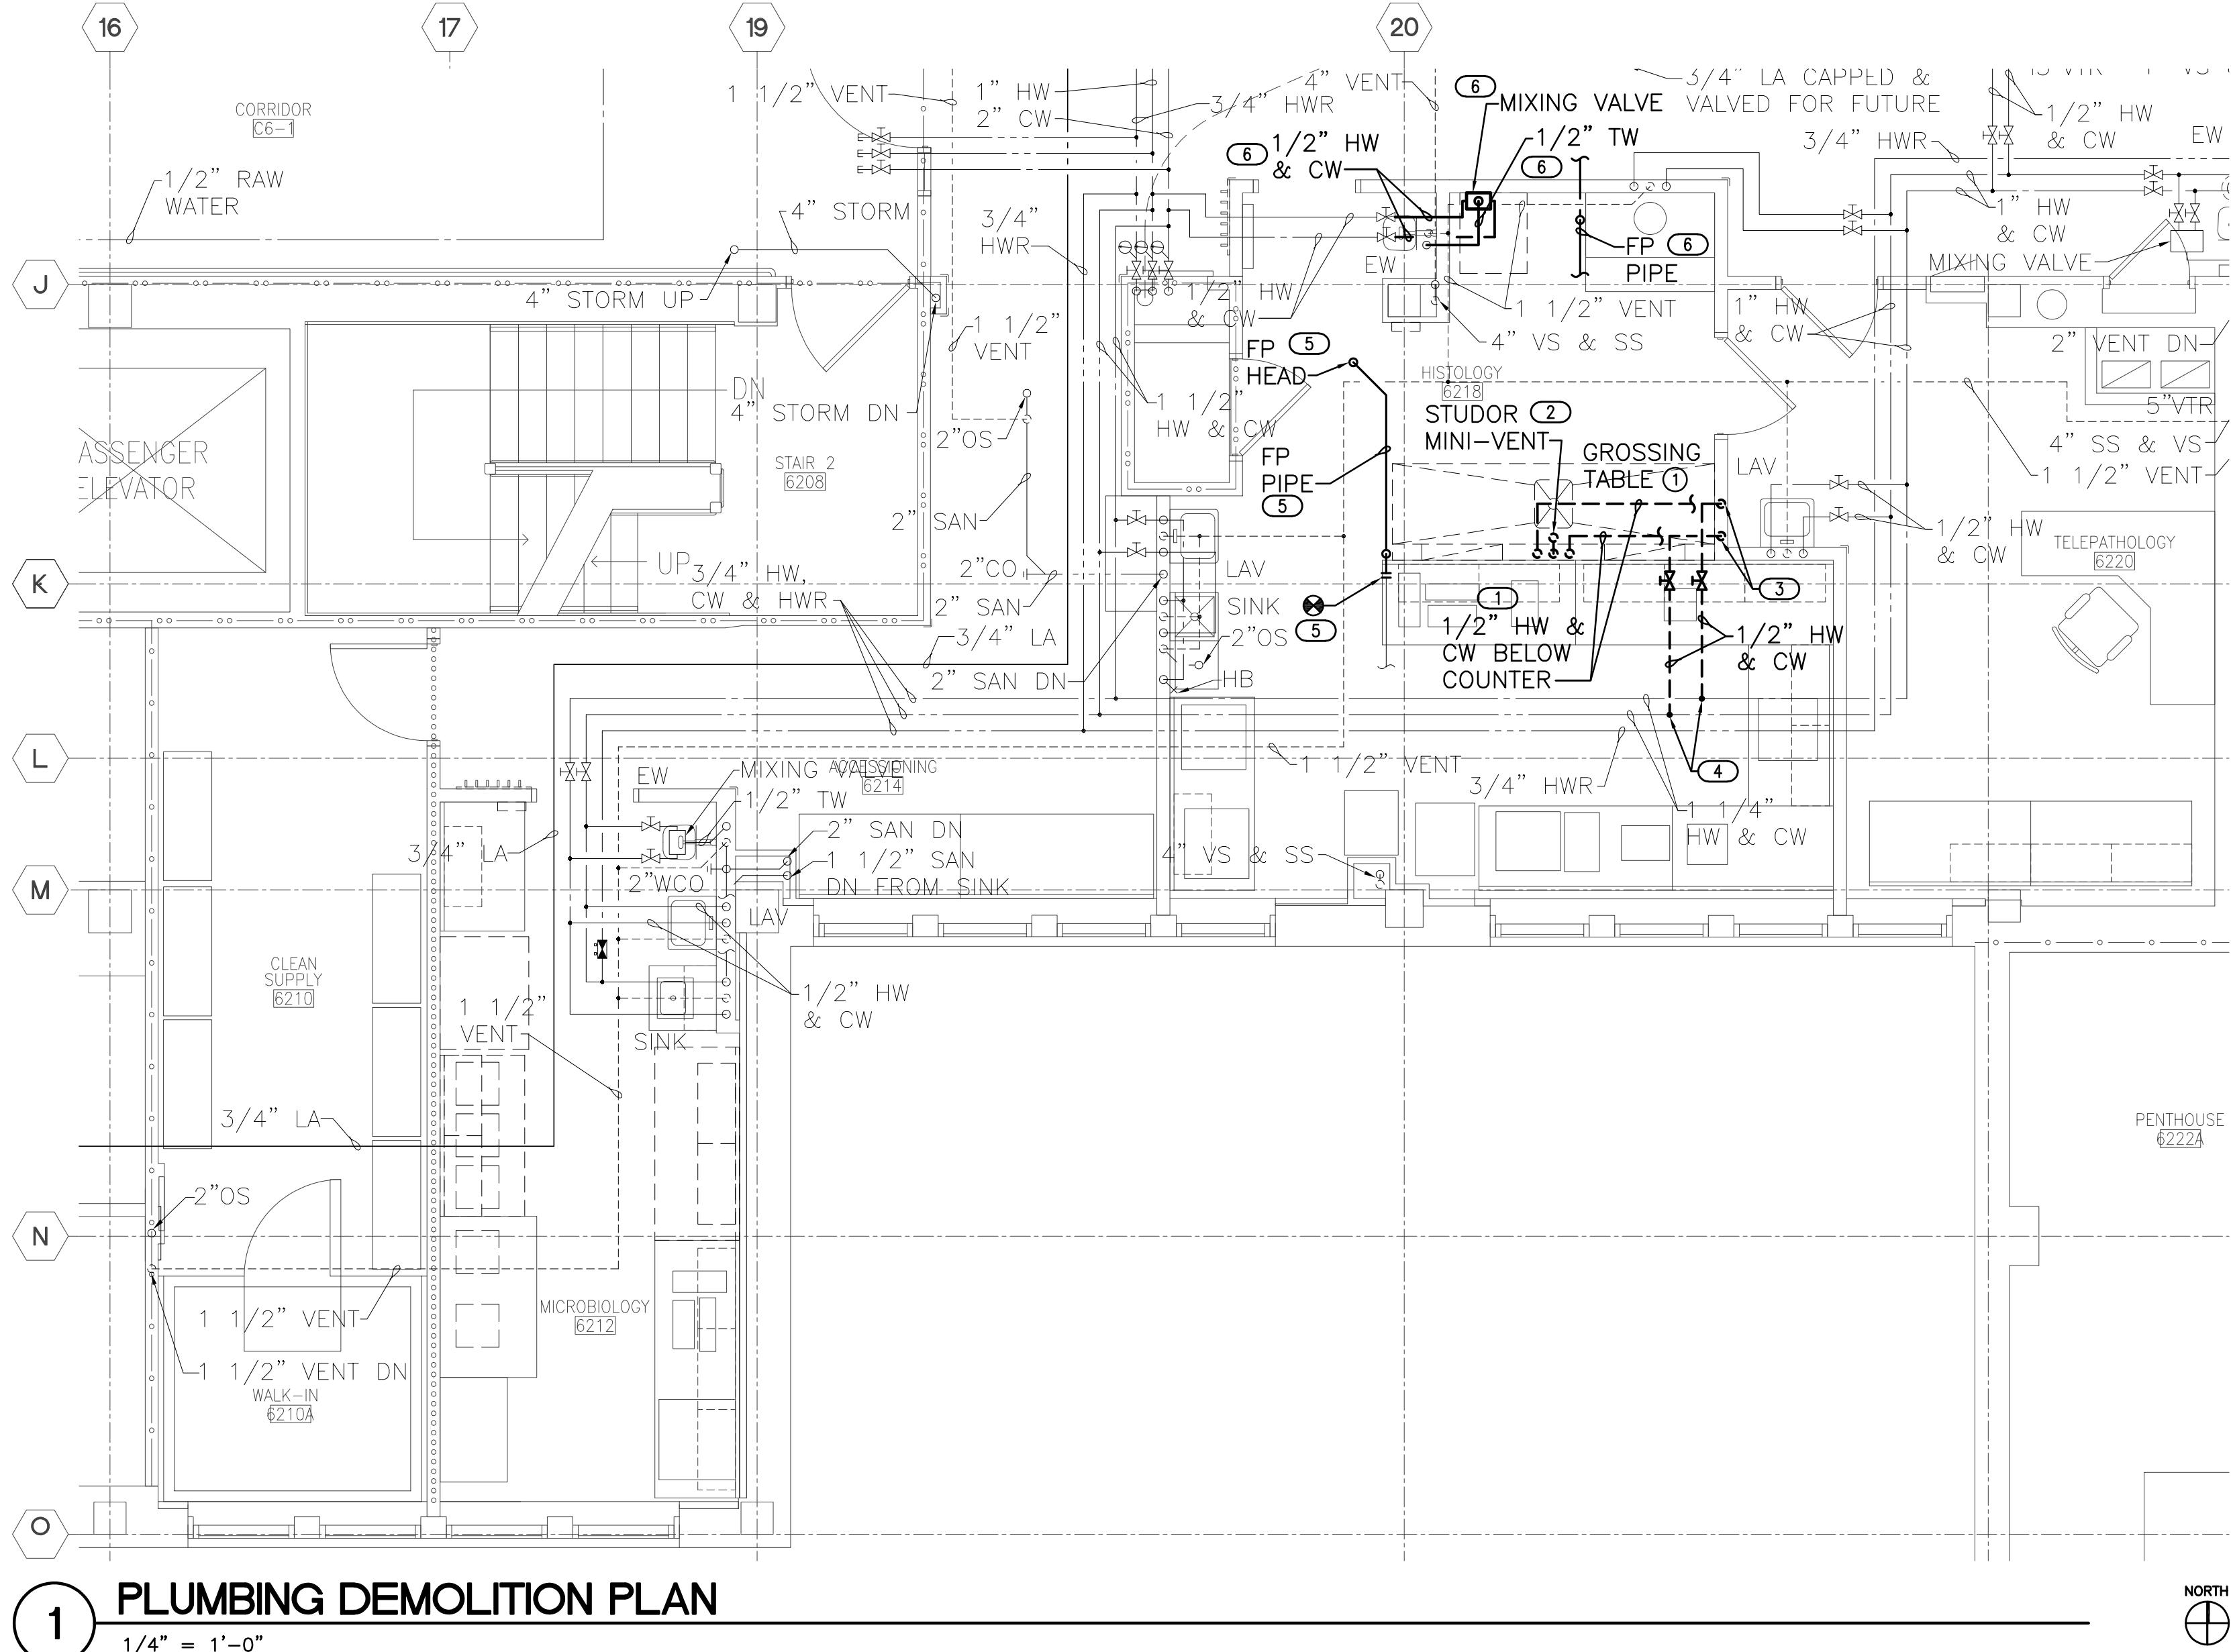 16
17
19
20
CORRIDOR
C6-1
1/2" RAW
WATER
1 1/2" VENT
1" HW
2" CW
3/4" HWR
4" VENT
6
MIXING VALVE
3/4" LA CAPPED &
VALVED FOR FUTURE
6
1/2" HW
& CW
1/2" TW
6
3/4" HWR
1/2" HW
& CW
EW
4" STORM
3/4"
HWR
1" HW
& CW
FP
PIPE
6
EW
MIXING VALVE
J
4" STORM UP
1/2" HW
& CW
1 1/2" VENT
1" HW
& CW
4" VS & SS
2" VENT DN
1 1/2"
VENT
FP
HEAD
5
HISTOLOGY
6218
DN
4" STORM DN
1 1/2"
HW & CW
STUDOR
MINI-VENT
2
5"VTR
2"OS
4" SS & VS
1 1/2" VENT
ASSENGER
ELEVATOR
STAIR 2
6208
FP
PIPE
5
GROSSING
TABLE 1
LAV
2" SAN
1/2" HW
& CW
TELEPATHOLOGY
6220
UP
K
3/4" HW,
CW & HWR
2"CO
2" SAN
LAV
SINK
2"OS
5
1
3
1/2" HW &
CW BELOW
COUNTER
1/2" HW
& CW
3/4" LA
2" SAN DN
HB
L
EW
MIXING VALVE
ACCESSIONING
6214
1/2" TW
1 1/2" VENT
3/4" HWR
4
1 1/4"
HW & CW
3/4" LA
2" SAN DN
1 1/2" SAN
DN FROM SINK
4" VS & SS
M
2"WCO
LAV
CLEAN
SUPPLY
6210
1 1/2"
VENT
1/2" HW
& CW
SINK
3/4" LA
PENTHOUSE
6222A
2"OS
N
1 1/2" VENT
MICROBIOLOGY
6212
1 1/2" VENT DN
WALK-IN
6210A
O
1
PLUMBING DEMOLITION PLAN
1/4" = 1'-0"
NORTH